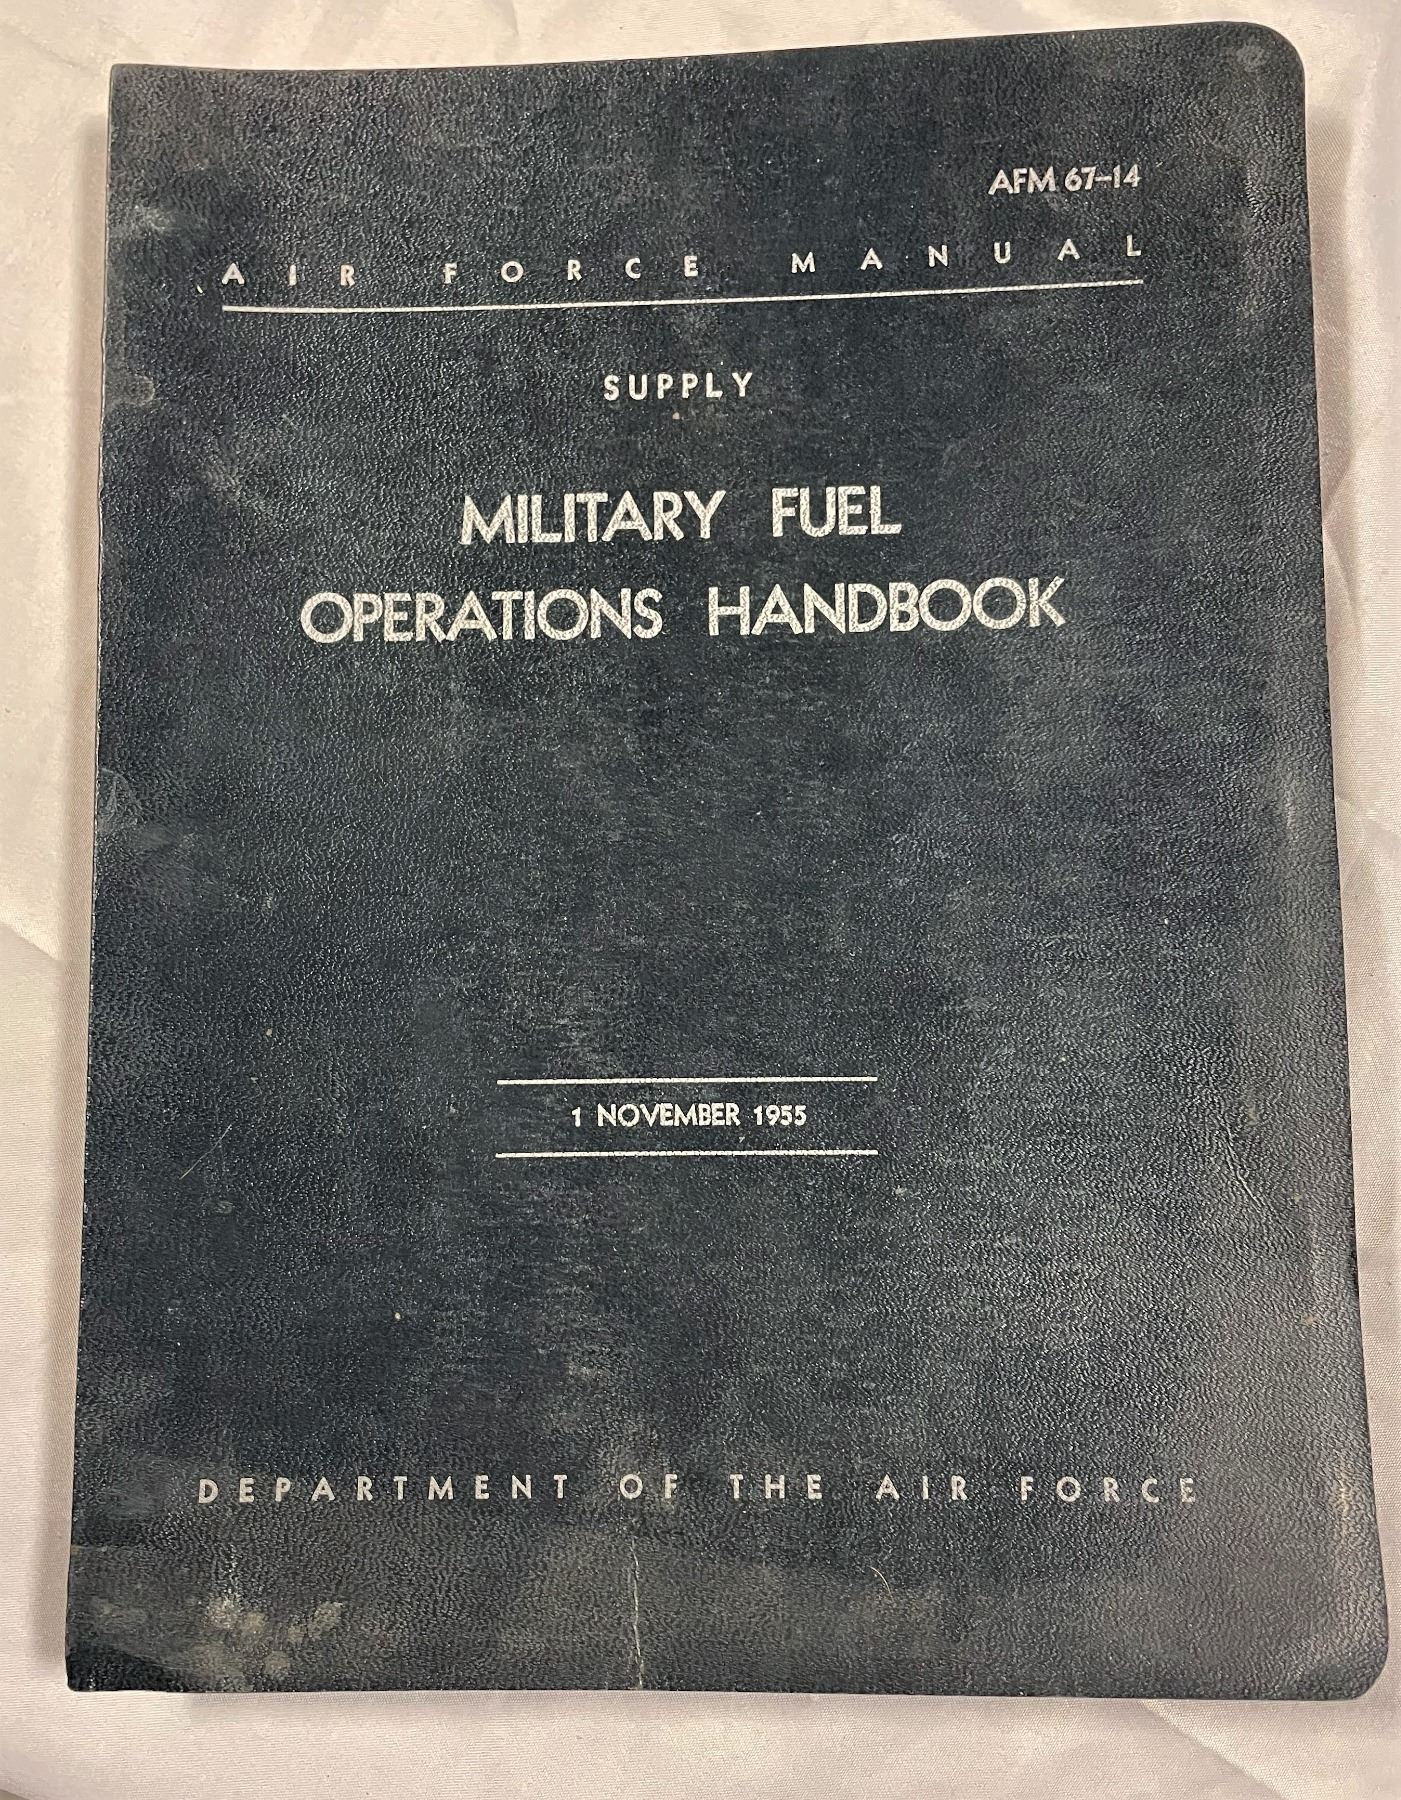 AFM 67-14
AIR FORCE MANUAL
SUPPLY
MILITARY FUEL
OPERATIONS HANDBOOK
1 NOVEMBER 1955
DEPARTMENT OF THE AIR FORCE